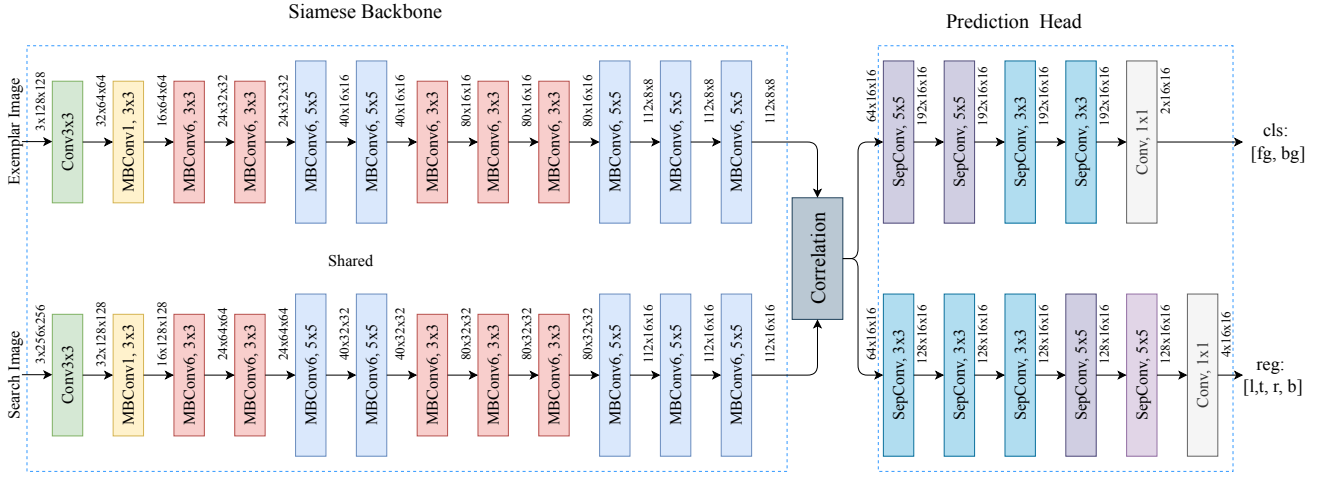 Siamese Backbone
Prediction Head
Exemplar Image
3x128x128
Conv3x3
32x64x64
MBConv1, 3x3
16x64x64
MBConv6, 3x3
24x32x32
MBConv6, 3x3
24x32x32
MBConv6, 5x5
40x16x16
MBConv6, 5x5
40x16x16
MBConv6, 3x3
80x16x16
MBConv6, 3x3
80x16x16
MBConv6, 3x3
80x16x16
MBConv6, 5x5
112x8x8
MBConv6, 5x5
112x8x8
MBConv6, 5x5
112x8x8
Shared
Search Image
3x256x256
Conv3x3
32x128x128
MBConv1, 3x3
16x128x128
MBConv6, 3x3
24x64x64
MBConv6, 3x3
24x64x64
MBConv6, 5x5
40x32x32
MBConv6, 5x5
40x32x32
MBConv6, 3x3
80x32x32
MBConv6, 3x3
80x32x32
MBConv6, 3x3
80x32x32
MBConv6, 5x5
112x16x16
MBConv6, 5x5
112x16x16
MBConv6, 5x5
112x16x16
Correlation
64x16x16
SepConv, 5x5
192x16x16
SepConv, 5x5
192x16x16
SepConv, 3x3
192x16x16
SepConv, 3x3
192x16x16
Conv, 1x1
2x16x16
cls:
[fg, bg]
64x16x16
SepConv, 3x3
128x16x16
SepConv, 3x3
128x16x16
SepConv, 3x3
128x16x16
SepConv, 5x5
128x16x16
SepConv, 5x5
128x16x16
Conv, 1x1
4x16x16
reg:
[l,t, r, b]